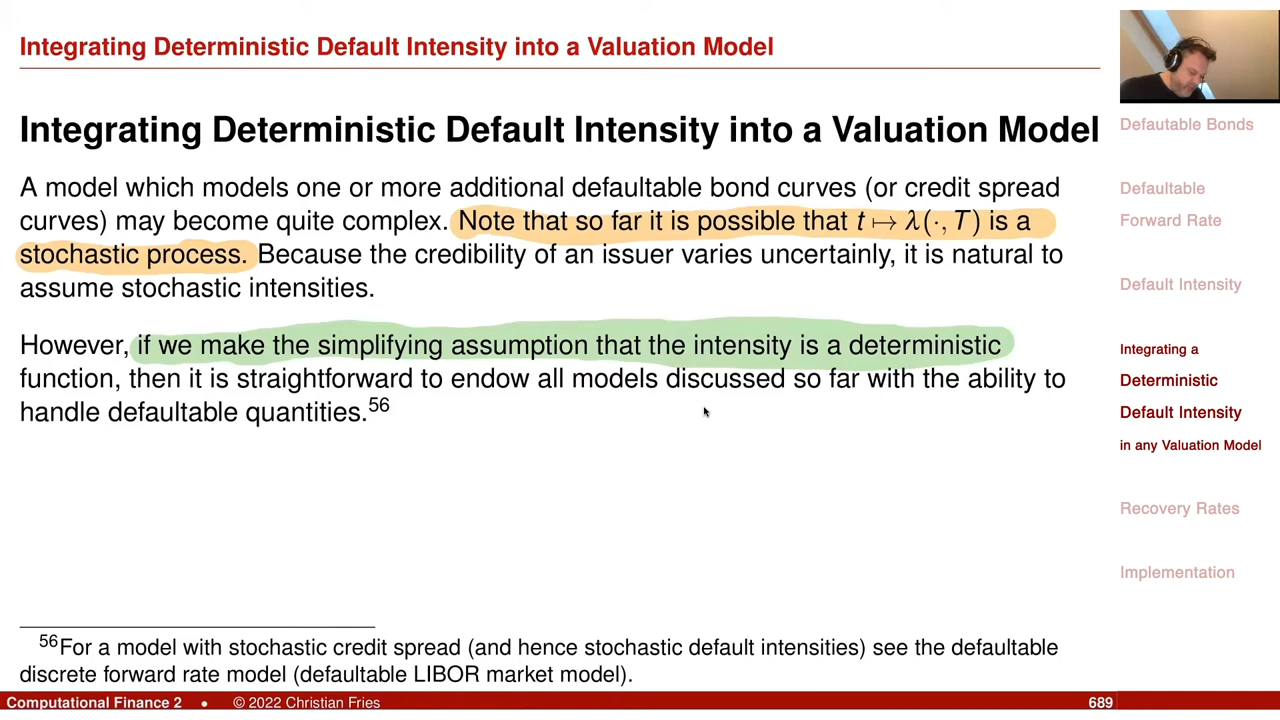 Integrating Deterministic Default Intensity into a Valuation Model
Integrating Deterministic Default Intensity into a Valuation Model
A model which models one or more additional defaultable bond curves (or credit spread
curves) may become quite complex. Note that so far it is possible that t ↦ λ(·, T) is a
stochastic process. Because the credibility of an issuer varies uncertainly, it is natural to
assume stochastic intensities.
However, if we make the simplifying assumption that the intensity is a deterministic
function, then it is straightforward to endow all models discussed so far with the ability to
handle defaultable quantities.56
56For a model with stochastic credit spread (and hence stochastic default intensities) see the defaultable
discrete forward rate model (defaultable LIBOR market model).
Computational Finance 2 • © 2022 Christian Fries 689
Defautable Bonds
Defaultable
Forward Rate
Default Intensity
Integrating a
Deterministic
Default Intensity
in any Valuation Model
Recovery Rates
Implementation